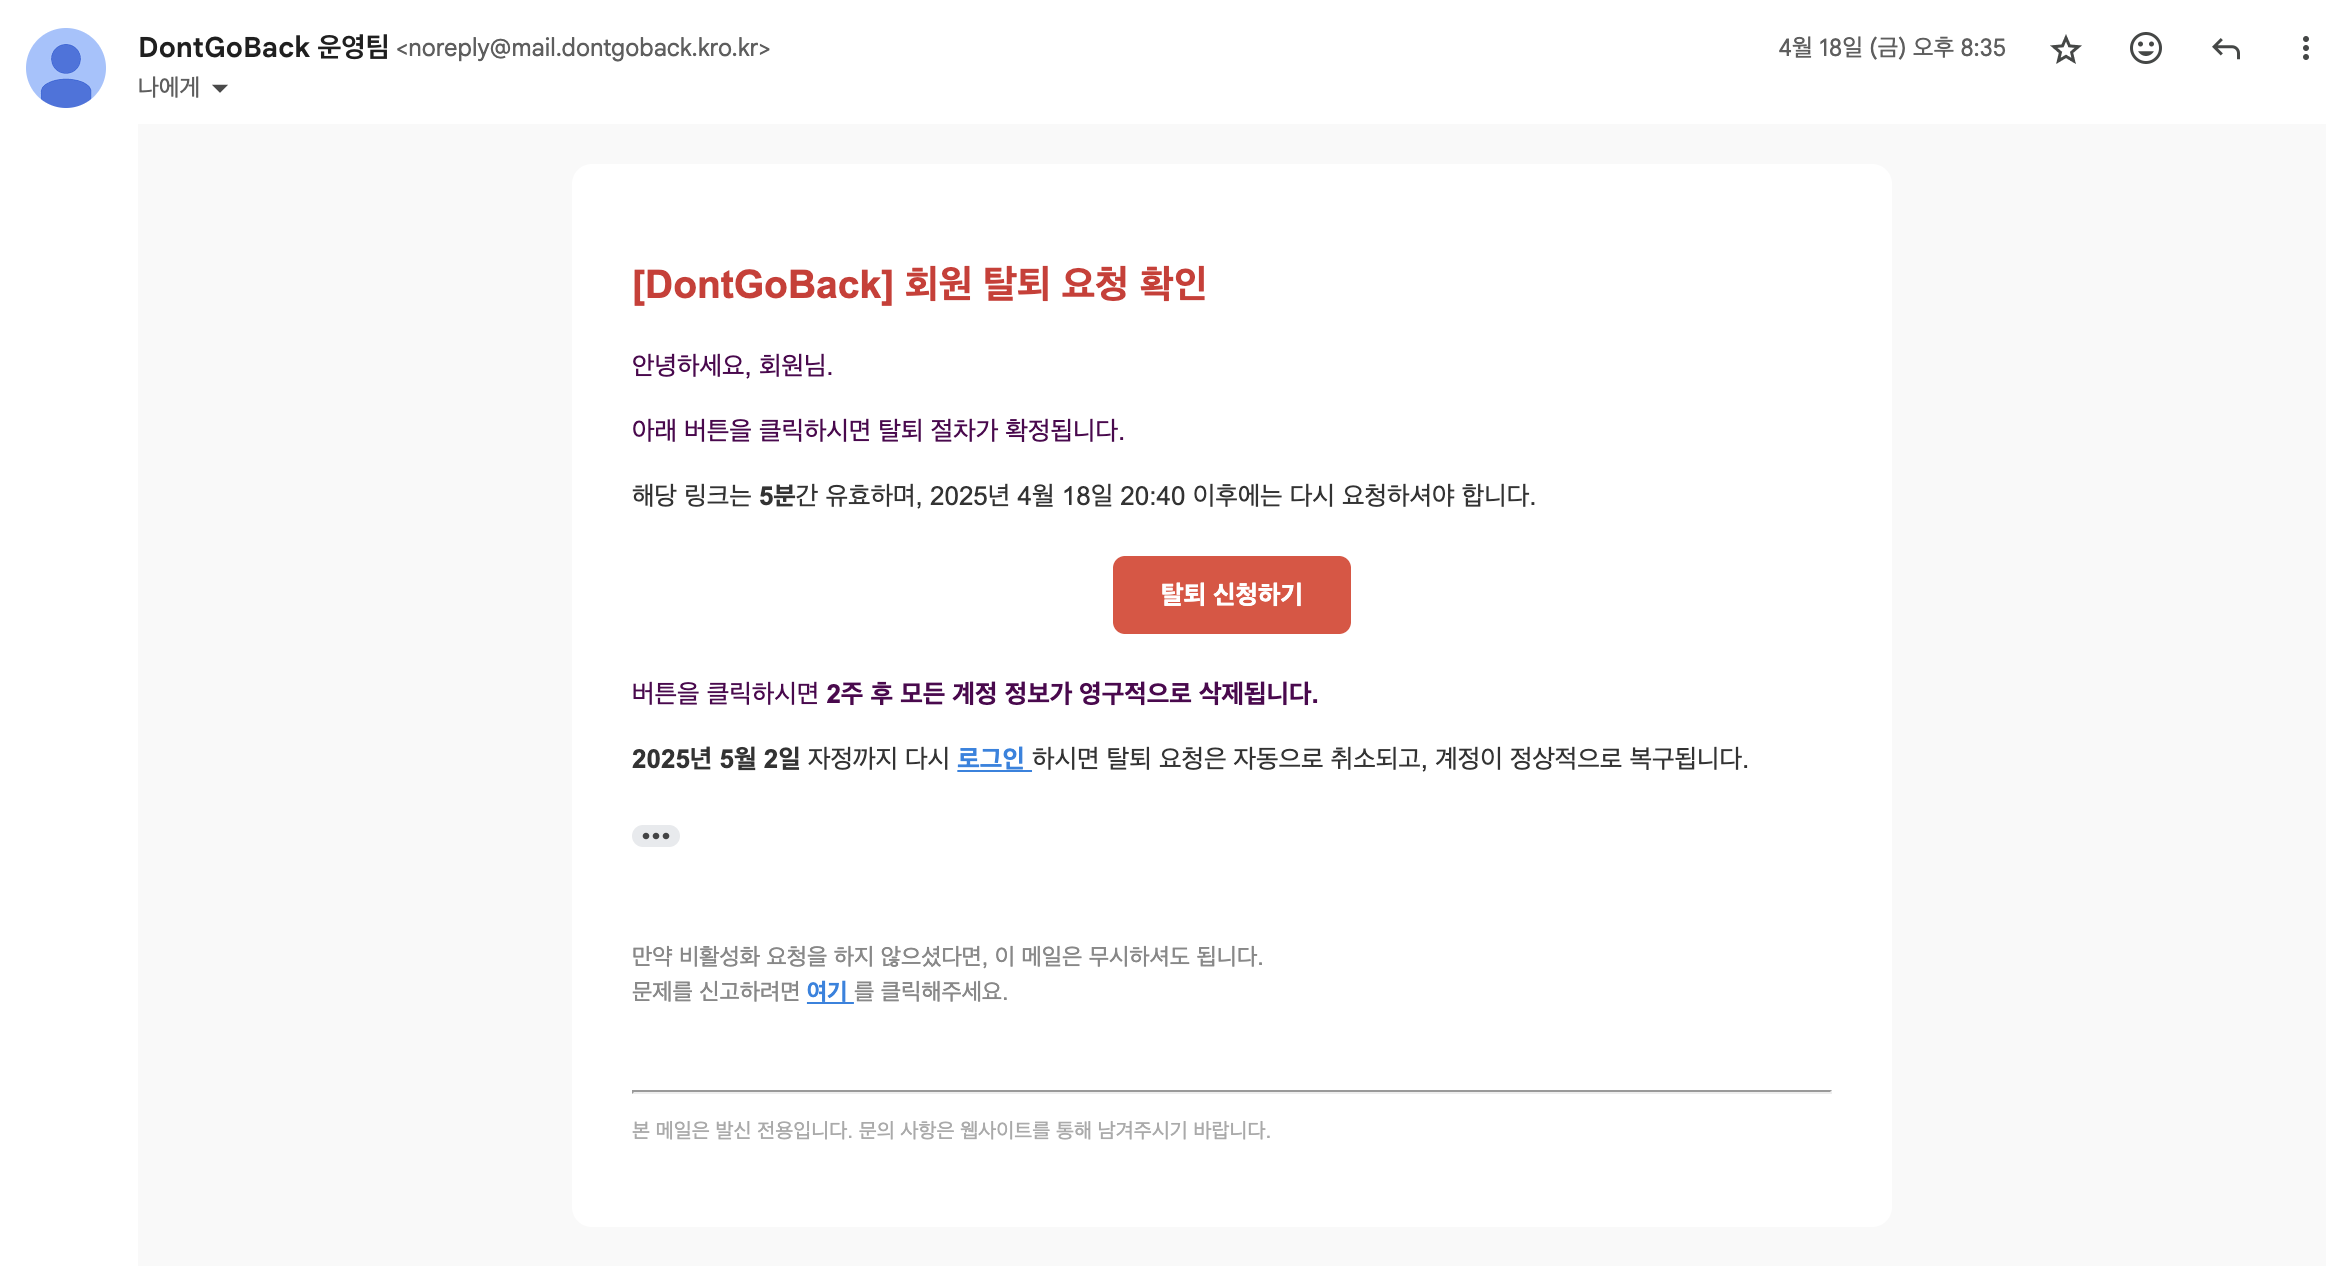 DontGoBack 운영팀 <noreply@mail.dontgoback.kro.kr>
4월 18일 (금) 오후 8:35
나에게
[DontGoBack] 회원 탈퇴 요청 확인
안녕하세요, 회원님.
아래 버튼을 클릭하시면 탈퇴 절차가 확정됩니다.
해당 링크는 5분간 유효하며, 2025년 4월 18일 20:40 이후에는 다시 요청하셔야 합니다.
탈퇴 신청하기
버튼을 클릭하시면 2주 후 모든 계정 정보가 영구적으로 삭제됩니다.
2025년 5월 2일 자정까지 다시 로그인 하시면 탈퇴 요청은 자동으로 취소되고, 계정이 정상적으로 복구됩니다.
만약 비활성화 요청을 하지 않으셨다면, 이 메일은 무시하셔도 됩니다.
문제를 신고하려면 여기 를 클릭해주세요.
본 메일은 발신 전용입니다. 문의 사항은 웹사이트를 통해 남겨주시기 바랍니다.